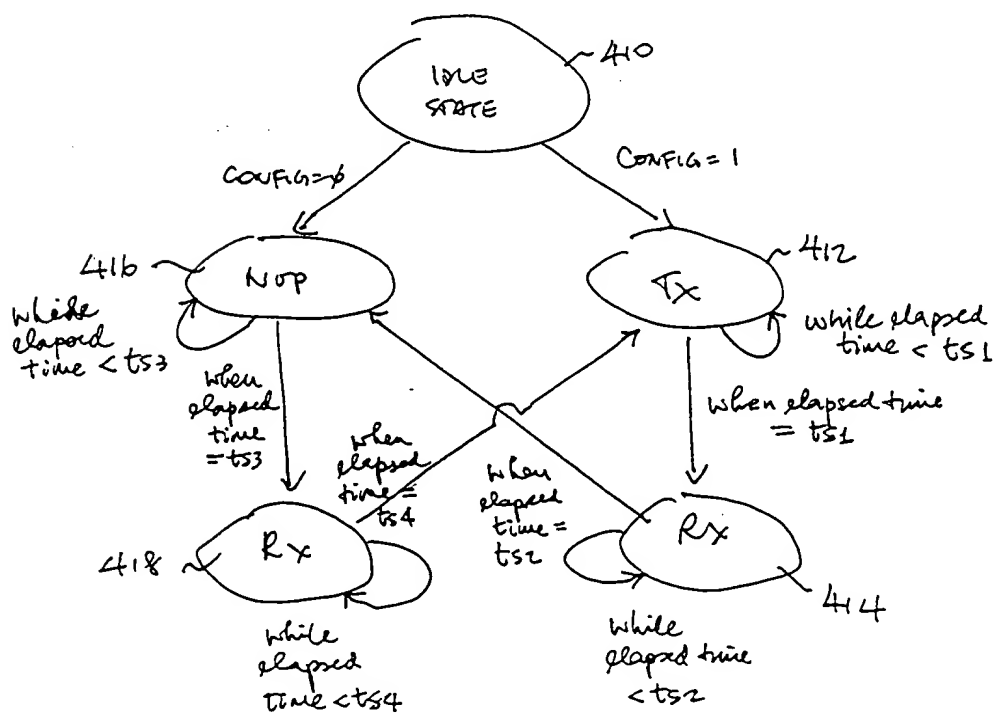 IDLE
STATE
410
CONFIG=0
CONFIG=1
416
NOP
412
Tx
while
elapsed
time < ts3
while elapsed
time < ts1
when
elapsed
time
=ts3
when elapsed time
= ts1
when
elapsed
time =
ts4
when
elapsed
time =
ts2
418
Rx
Rx
414
while
elapsed
time < ts4
while
elapsed time
< ts2